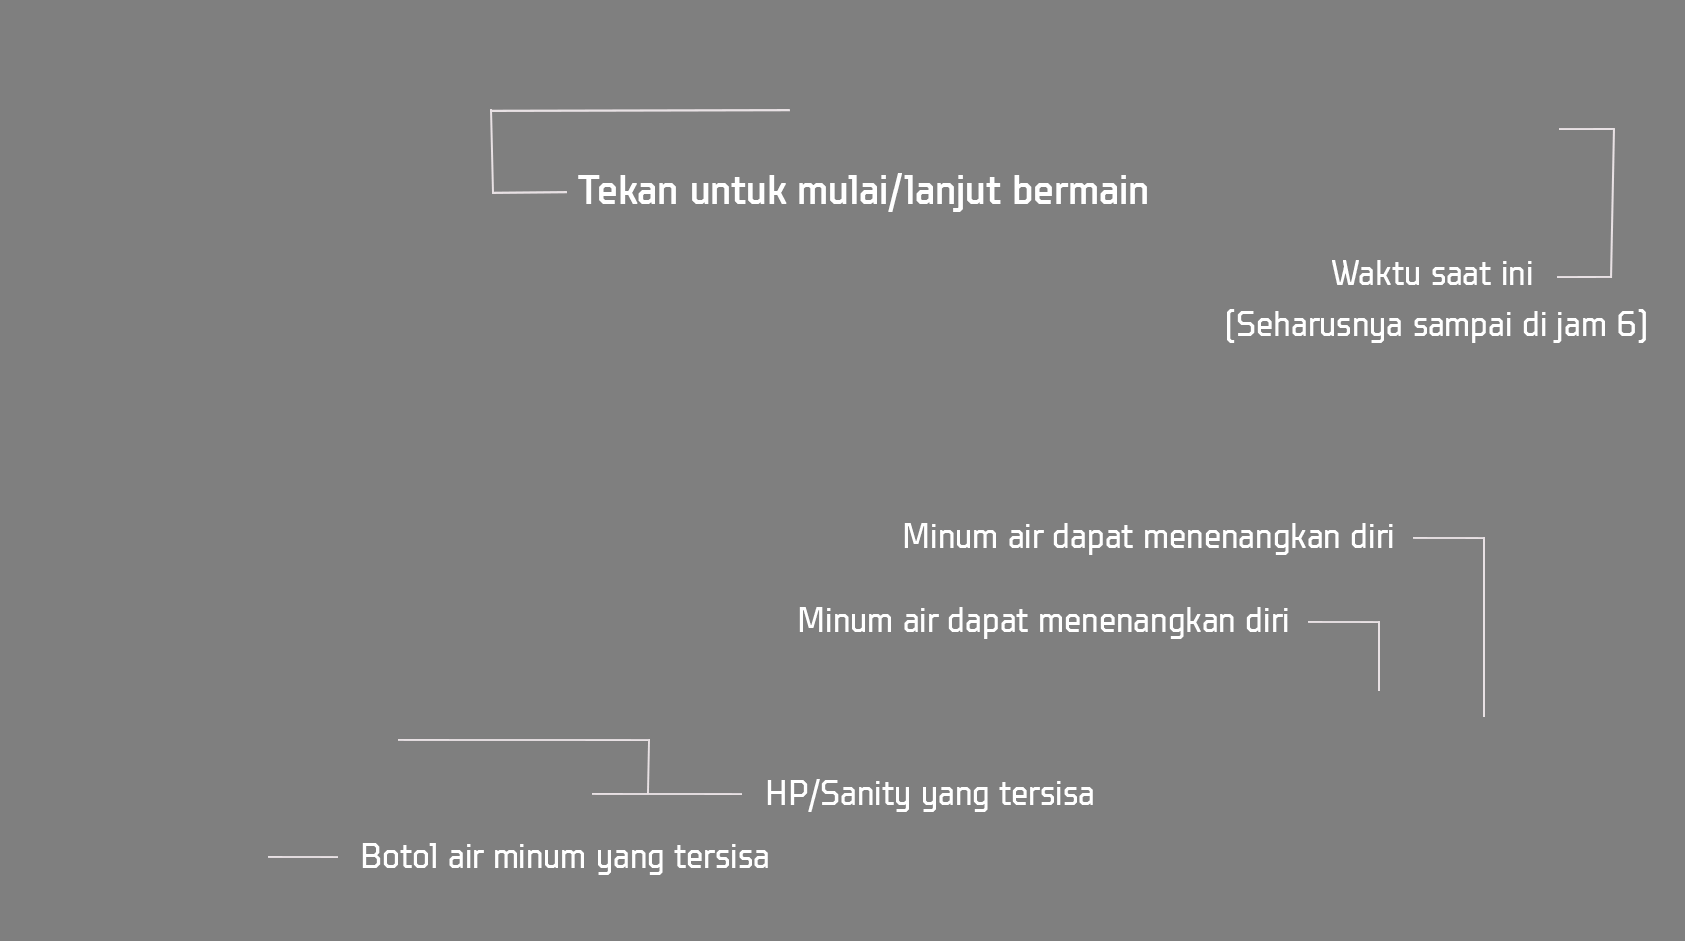 Tekan untuk mulai/lanjut bermain
Waktu saat ini
(Seharusnya sampai di jam 6)
Minum air dapat menenangkan diri
Minum air dapat menenangkan diri
HP/Sanity yang tersisa
Botol air minum yang tersisa